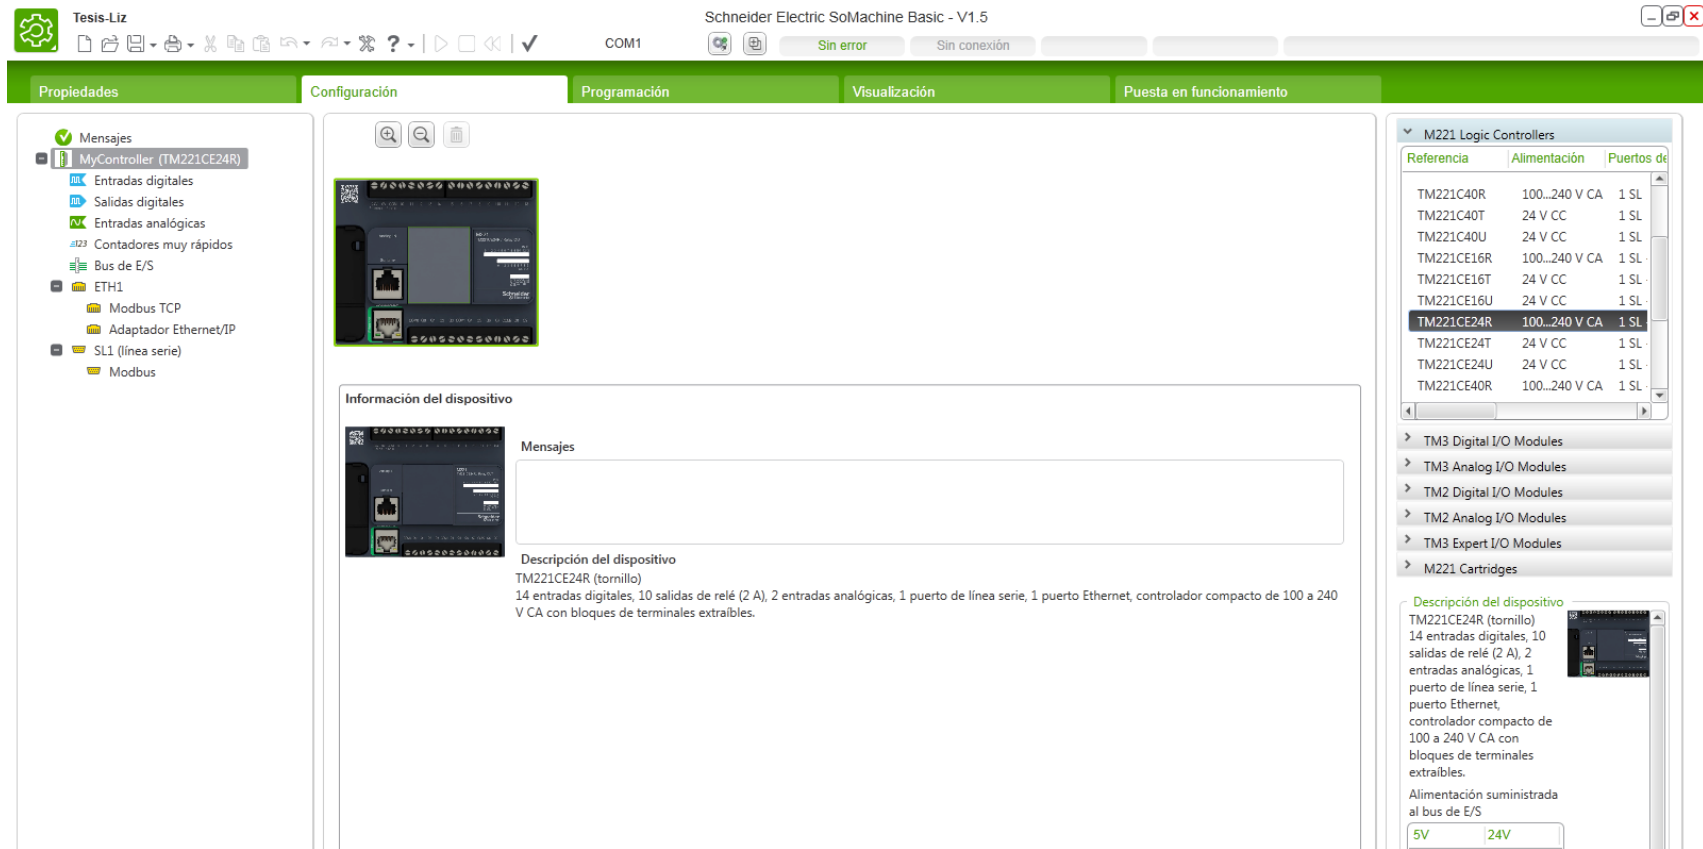 Tesis-Liz
Schneider Electric SoMachine Basic - V1.5
COM1
Sin error
Sin conexión
Propiedades
Configuración
Programación
Visualización
Puesta en funcionamiento
Mensajes
MyController (TM221CE24R)
Entradas digitales
Salidas digitales
Entradas analógicas
Contadores muy rápidos
Bus de E/S
ETH1
Modbus TCP
Adaptador Ethernet/IP
SL1 (línea serie)
Modbus
Información del dispositivo
Mensajes
Descripción del dispositivo
TM221CE24R (tornillo)
14 entradas digitales, 10 salidas de relé (2 A), 2 entradas analógicas, 1 puerto de línea serie, 1 puerto Ethernet, controlador compacto de 100 a 240
V CA con bloques de terminales extraíbles.
M221 Logic Controllers
Referencia Alimentación Puertos de
TM221C40R 100...240 V CA 1 SL
TM221C40T 24 V CC 1 SL
TM221C40U 24 V CC 1 SL
TM221CE16R 100...240 V CA 1 SL
TM221CE16T 24 V CC 1 SL
TM221CE16U 24 V CC 1 SL
TM221CE24R 100...240 V CA 1 SL
TM221CE24T 24 V CC 1 SL
TM221CE24U 24 V CC 1 SL
TM221CE40R 100...240 V CA 1 SL
TM3 Digital I/O Modules
TM3 Analog I/O Modules
TM2 Digital I/O Modules
TM2 Analog I/O Modules
TM3 Expert I/O Modules
M221 Cartridges
Descripción del dispositivo
TM221CE24R (tornillo)
14 entradas digitales, 10
salidas de relé (2 A), 2
entradas analógicas, 1
puerto de línea serie, 1
puerto Ethernet,
controlador compacto de
100 a 240 V CA con
bloques de terminales
extraíbles.
Alimentación suministrada
al bus de E/S
5V 24V